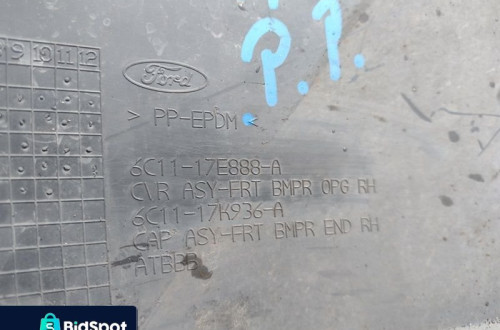 P.P.
9 10 11 12
Ford
> PP-EPDM <
6C11-17E888-A
CVR ASY-FRT BMPR OPG RH
6C11-17K936-A
CAP ASY-FRT BMPR END RH
ATBBB
BidSpot